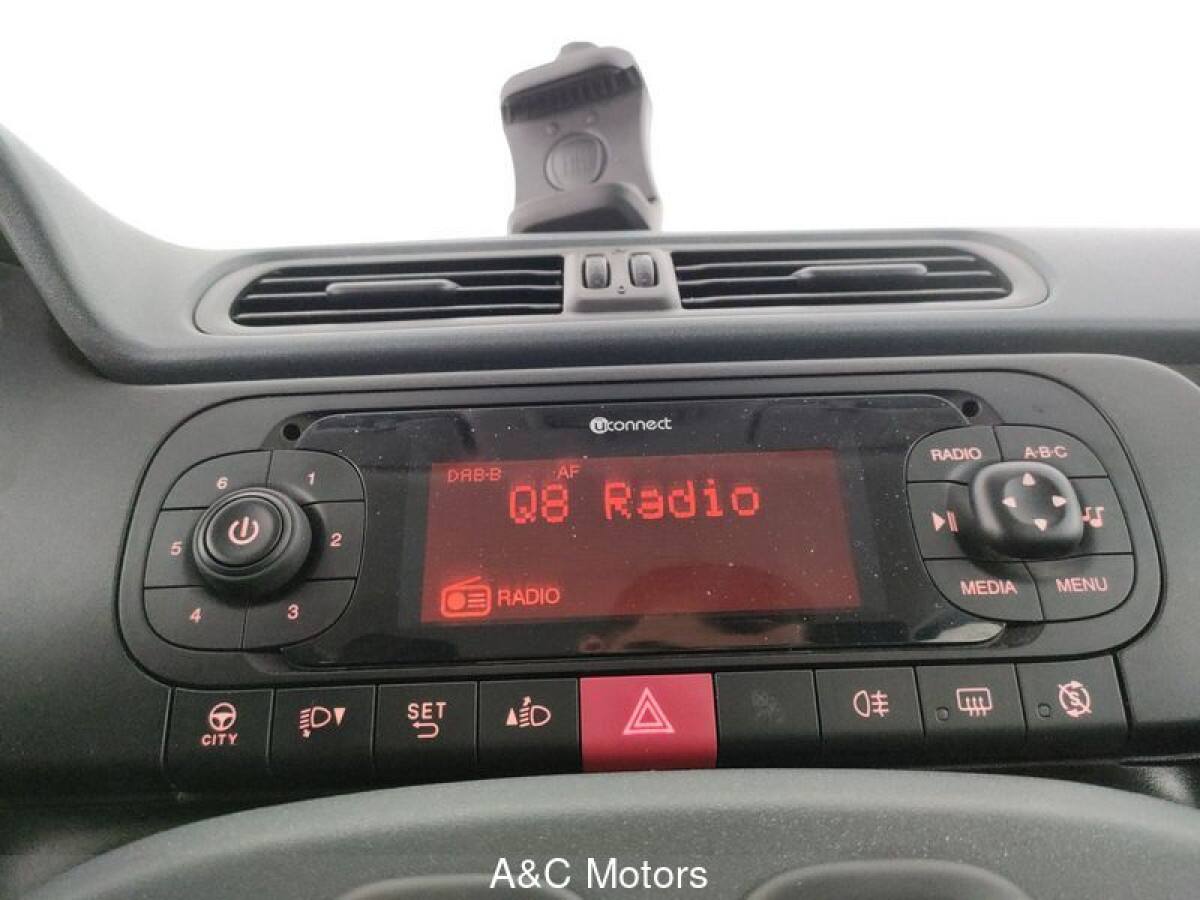 uconnect
DAB-B AF
Q8 Radio
RADIO
6 1
5 2
4 3
RADIO A·B·C
MEDIA MENU
CITY
SET
A&C Motors